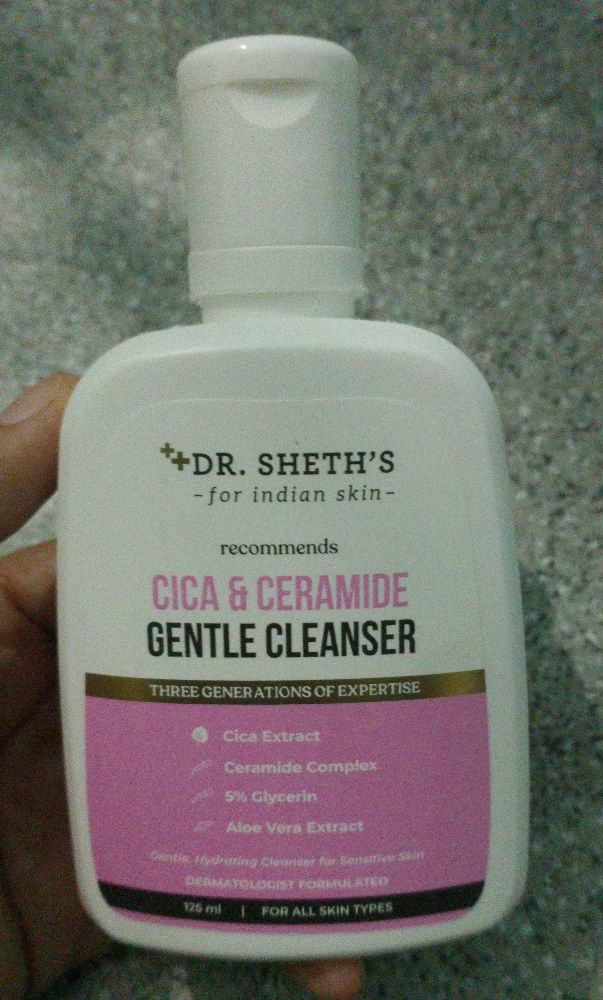 DR. SHETH'S
-for indian skin-
recommends
CICA & CERAMIDE
GENTLE CLEANSER
THREE GENERATIONS OF EXPERTISE
Cica Extract
Ceramide Complex
5% Glycerin
Aloe Vera Extract
Gentle, Hydrating Cleanser for Sensitive Skin
DERMATOLOGIST FORMULATED
125 ml | FOR ALL SKIN TYPES